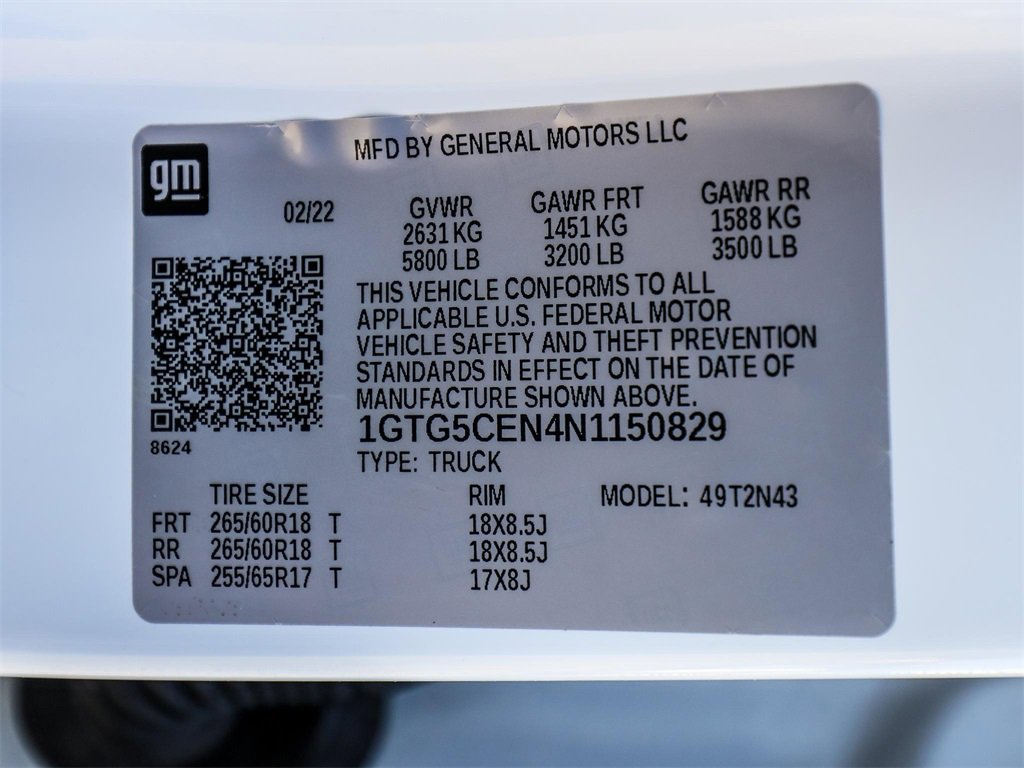 MFD BY GENERAL MOTORS LLC
gm
02/22
GVWR GAWR FRT GAWR RR
2631 KG 1451 KG 1588 KG
5800 LB 3200 LB 3500 LB
THIS VEHICLE CONFORMS TO ALL
APPLICABLE U.S. FEDERAL MOTOR
VEHICLE SAFETY AND THEFT PREVENTION
STANDARDS IN EFFECT ON THE DATE OF
MANUFACTURE SHOWN ABOVE.
1GTG5CEN4N1150829
8624
TYPE: TRUCK
TIRE SIZE RIM MODEL: 49T2N43
FRT 265/60R18 T 18X8.5J
RR 265/60R18 T 18X8.5J
SPA 255/65R17 T 17X8J